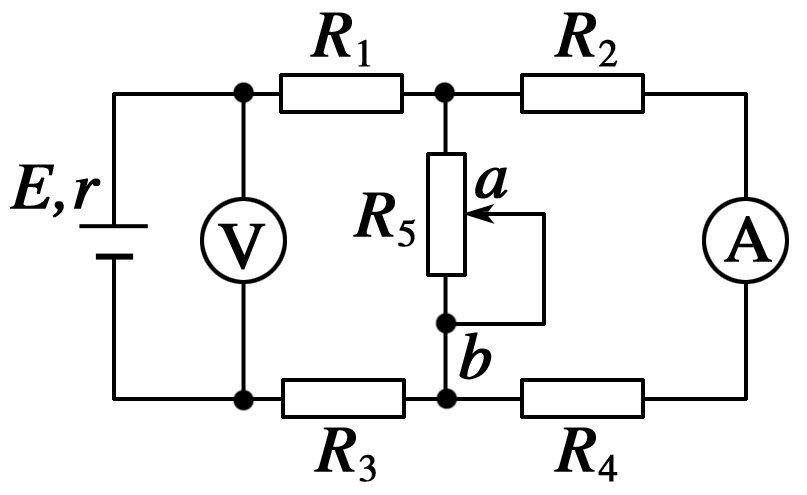 R₁
R₂
E, r
V
R₅
a
A
b
R₃
R₄